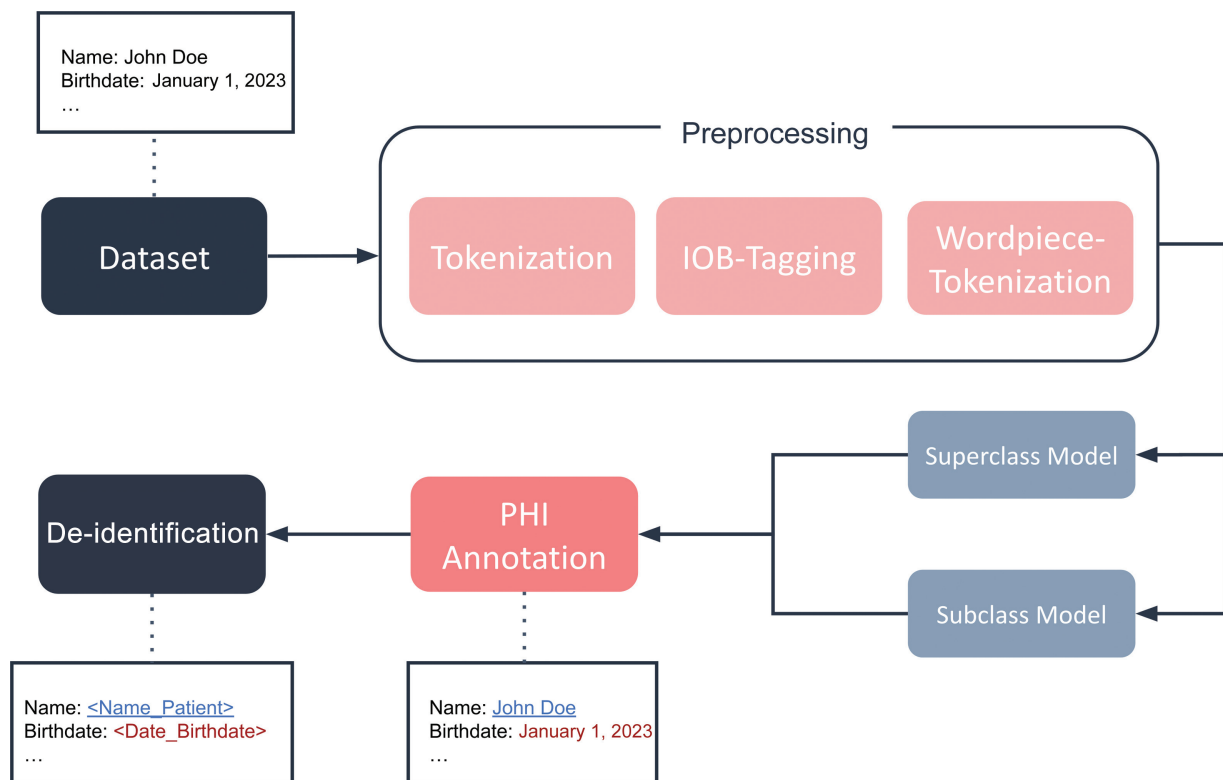 Name: John Doe
Birthdate: January 1, 2023
...
Preprocessing
Dataset
Tokenization
IOB-Tagging
Wordpiece-
Tokenization
Superclass Model
De-identification
PHI
Annotation
Subclass Model
Name: <Name_Patient>
Birthdate: <Date_Birthdate>
...
Name: John Doe
Birthdate: January 1, 2023
...